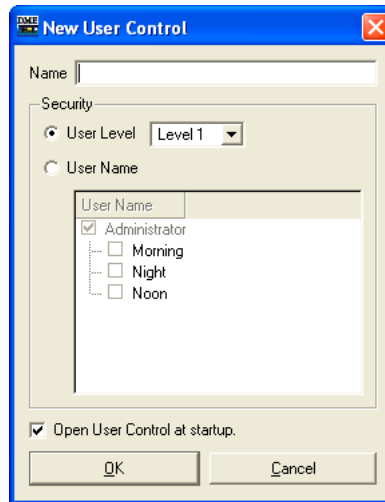 DME
New User Control
Name
Security
User Level Level 1
User Name
User Name
Administrator
Morning
Night
Noon
Open User Control at startup.
OK Cancel